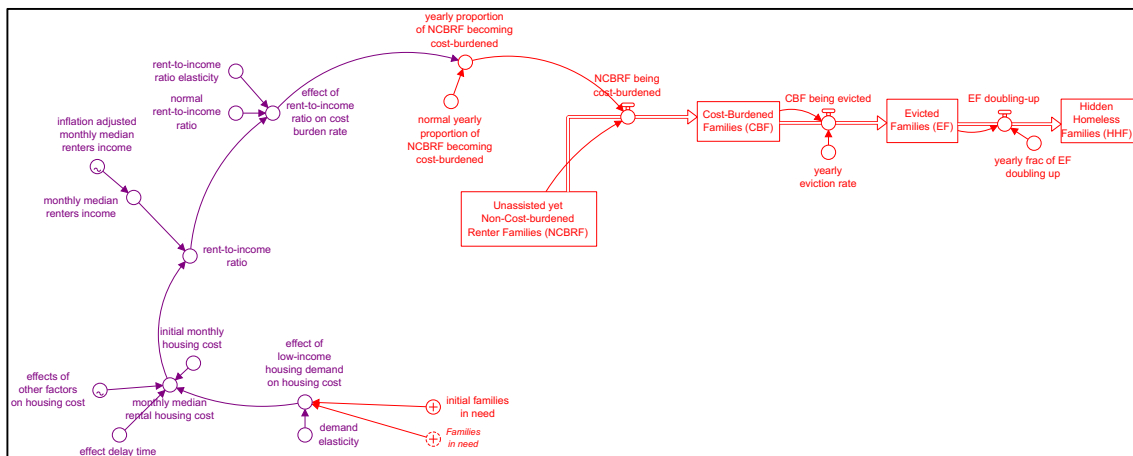 yearly proportion
of NCBRF becoming
cost-burdened
rent-to-income
ratio elasticity
normal
rent-to-income
ratio
effect of
rent-to-income
ratio on cost
burden rate
normal yearly
proportion of
NCBRF becoming
cost-burdened
NCBRF being
cost-burdened
Cost-Burdened
Families (CBF)
CBF being evicted
yearly
eviction rate
Evicted
Families (EF)
EF doubling-up
yearly frac of EF
doubling up
Hidden
Homeless
Families (HHF)
inflation adjusted
monthly median
renters income
monthly median
renters income
Unassisted yet
Non-Cost-burdened
Renter Families (NCBRF)
rent-to-income
ratio
initial monthly
housing cost
effect of
low-income
housing demand
on housing cost
effects of
other factors
on housing cost
monthly median
rental housing cost
effect delay time
demand
elasticity
initial families
in need
Families
in need